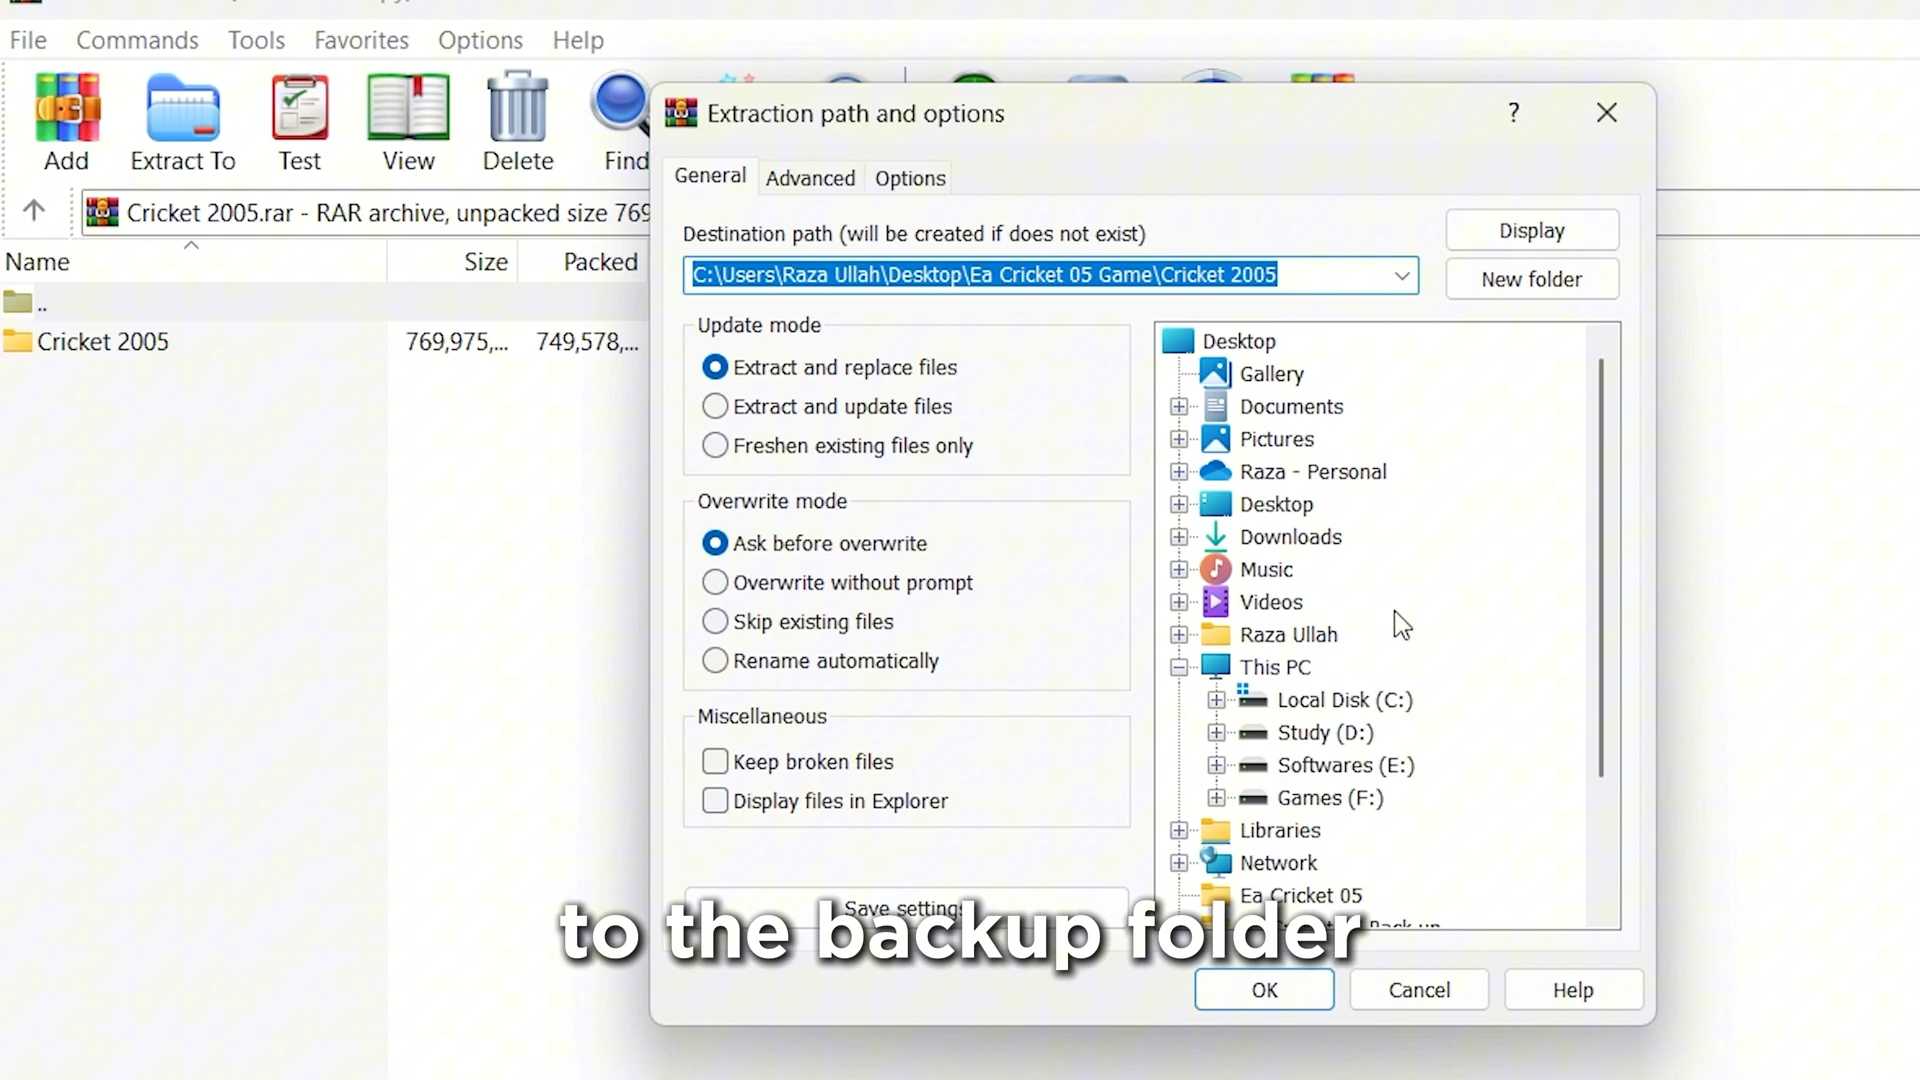 File Commands Tools Favorites Options Help
Add Extract To Test View Delete Find
Cricket 2005.rar - RAR archive, unpacked size 769
Name Size Packed
..
Cricket 2005 769,975,... 749,578,...
Extraction path and options ?
General Advanced Options
Destination path (will be created if does not exist)
Display
C:\Users\Raza Ullah\Desktop\Ea Cricket 05 Game\Cricket 2005
New folder
Update mode
Extract and replace files
Extract and update files
Freshen existing files only
Overwrite mode
Ask before overwrite
Overwrite without prompt
Skip existing files
Rename automatically
Miscellaneous
Keep broken files
Display files in Explorer
Save settings
Desktop
Gallery
Documents
Pictures
Raza - Personal
Desktop
Downloads
Music
Videos
Raza Ullah
This PC
Local Disk (C:)
Study (D:)
Softwares (E:)
Games (F:)
Libraries
Network
Ea Cricket 05
Back up
to the backup folder
OK Cancel Help